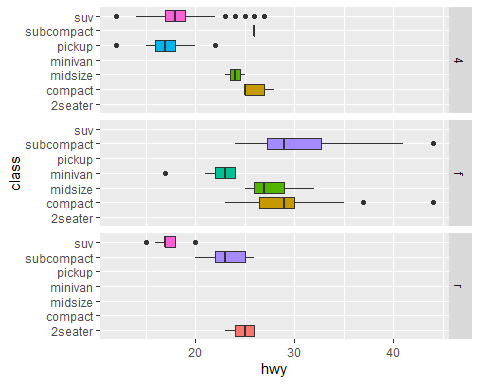 suv
subcompact
pickup
minivan
midsize
compact
2seater
4
suv
subcompact
pickup
minivan
midsize
compact
2seater
f
suv
subcompact
pickup
minivan
midsize
compact
2seater
r
class
20 30 40
hwy